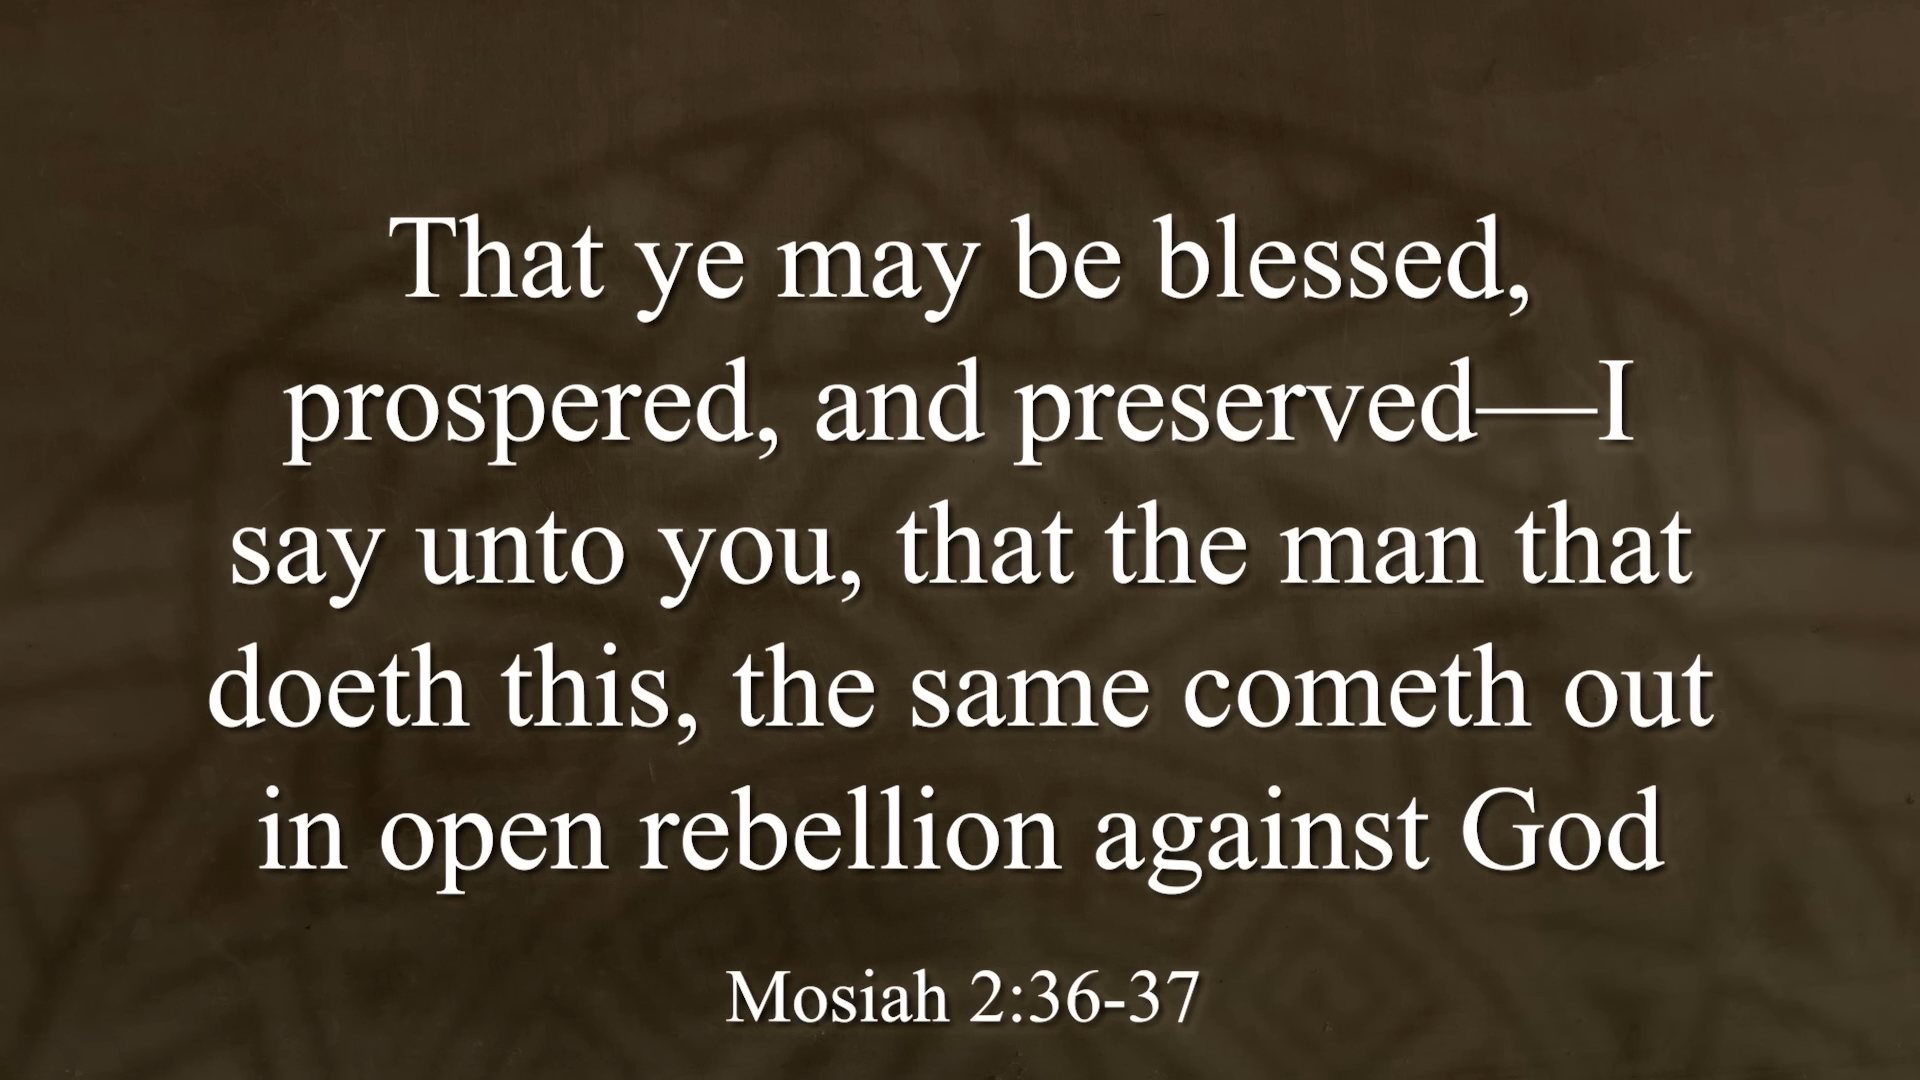 That ye may be blessed,
prospered, and preserved—I
say unto you, that the man that
doeth this, the same cometh out
in open rebellion against God
Mosiah 2:36-37